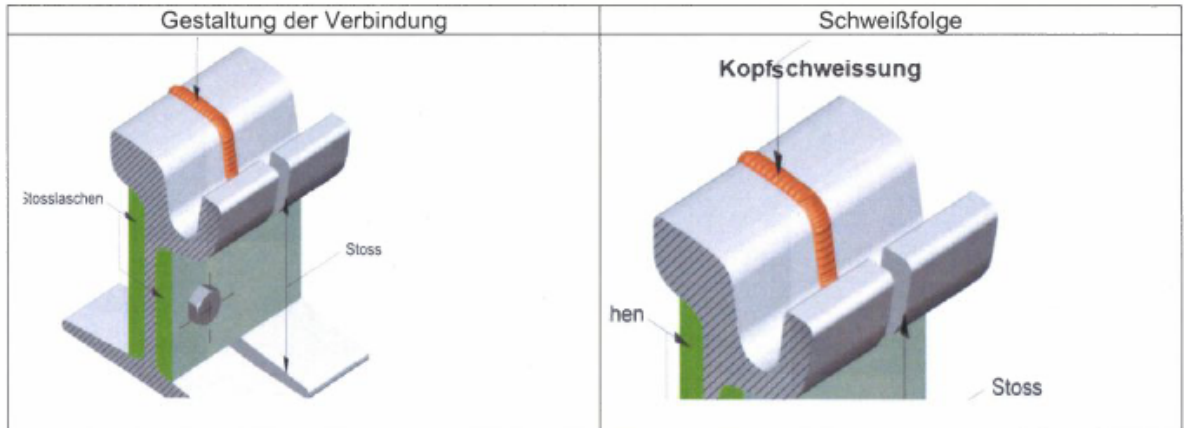 Gestaltung der Verbindung
Schweißfolge
Stosslaschen
Stoss
Kopfschweissung
hen
Stoss